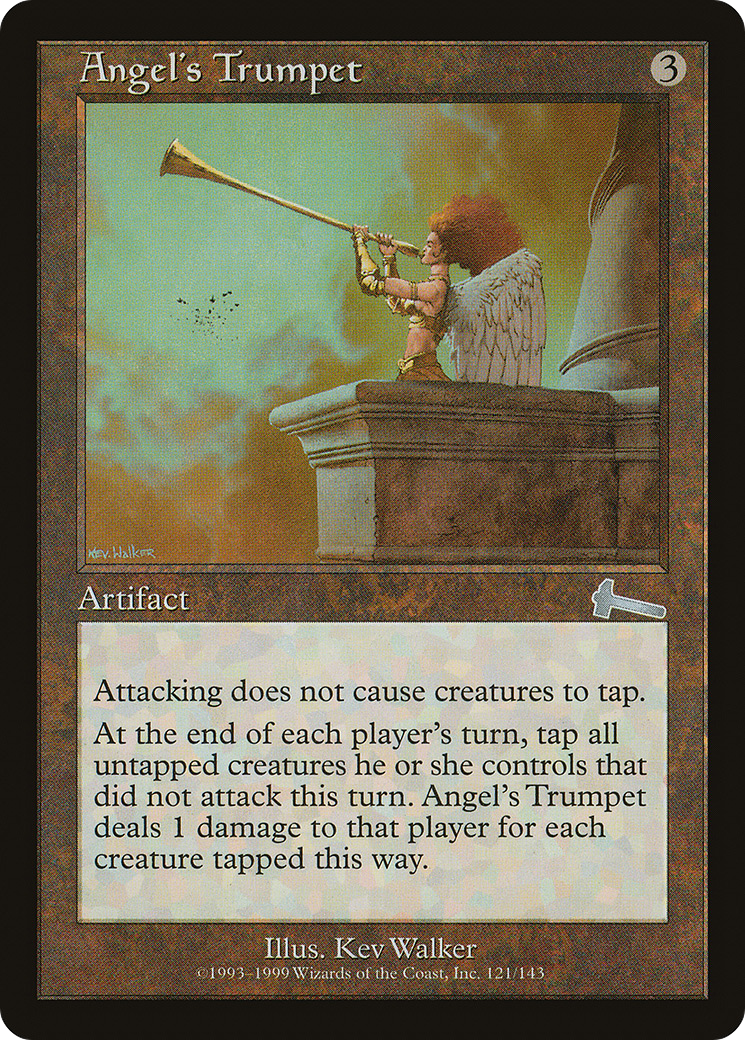 Angel's Trumpet
3
Kev. Walker
Artifact
Attacking does not cause creatures to tap.
At the end of each player's turn, tap all
untapped creatures he or she controls that
did not attack this turn. Angel's Trumpet
deals 1 damage to that player for each
creature tapped this way.
Illus. Kev Walker
©1993–1999 Wizards of the Coast, Inc. 121/143